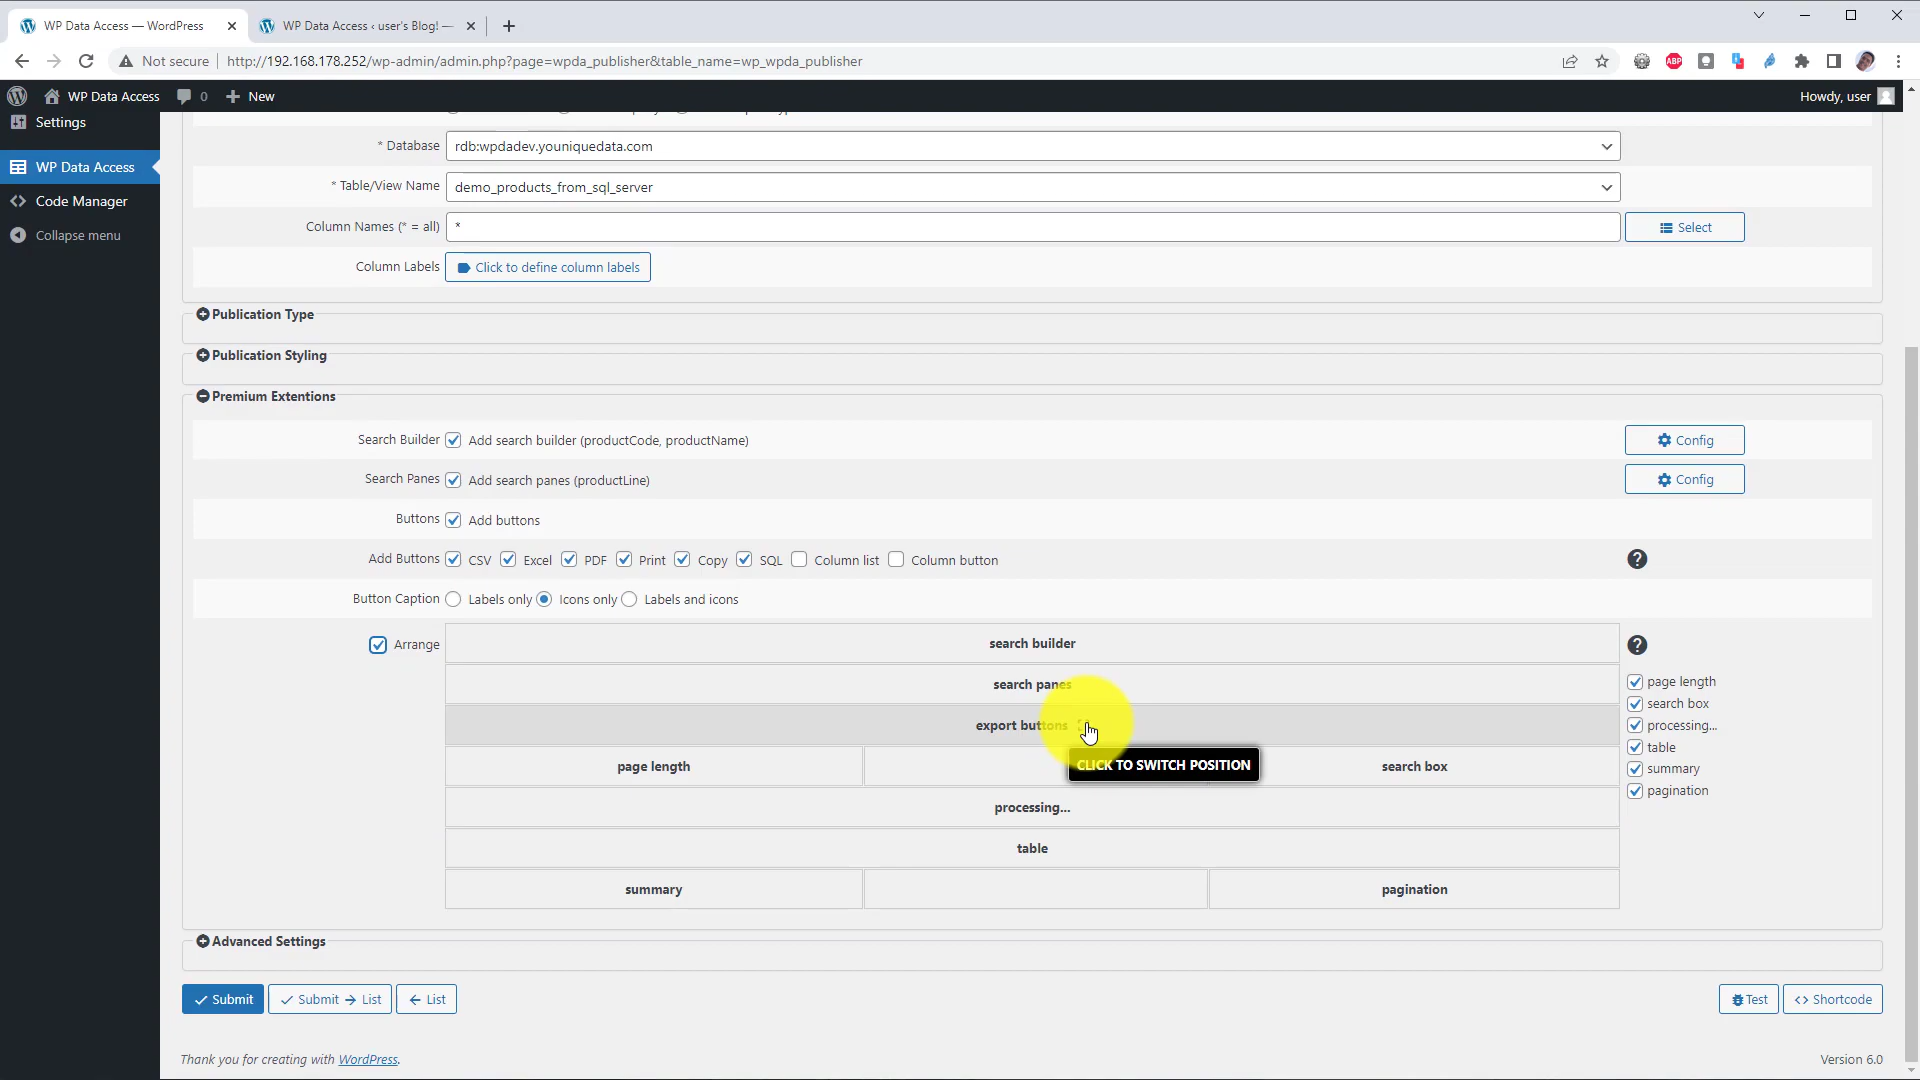 WP Data Access — WordPress
WP Data Access ‹ user's Blog! —
Not secure
http://192.168.178.252/wp-admin/admin.php?page=wpda_publisher&table_name=wp_wpda_publisher
ABP
WP Data Access
0
New
Howdy, user
Settings
WP Data Access
Code Manager
Collapse menu
* Database
rdb:wpdadev.youniquedata.com
* Table/View Name
demo_products_from_sql_server
Column Names (* = all)
*
Select
Column Labels
Click to define column labels
Publication Type
Publication Styling
Premium Extentions
Search Builder
Add search builder (productCode, productName)
Config
Search Panes
Add search panes (productLine)
Config
Buttons
Add buttons
Add Buttons
CSV Excel PDF Print Copy SQL Column list Column button
?
Button Caption
Labels only Icons only Labels and icons
Arrange
search builder
?
search panes
page length
search box
export buttons
processing...
table
CLICK TO SWITCH POSITION
page length
search box
summary
pagination
processing...
table
summary
pagination
Advanced Settings
Submit
Submit → List
← List
Test
<> Shortcode
Thank you for creating with WordPress.
Version 6.0